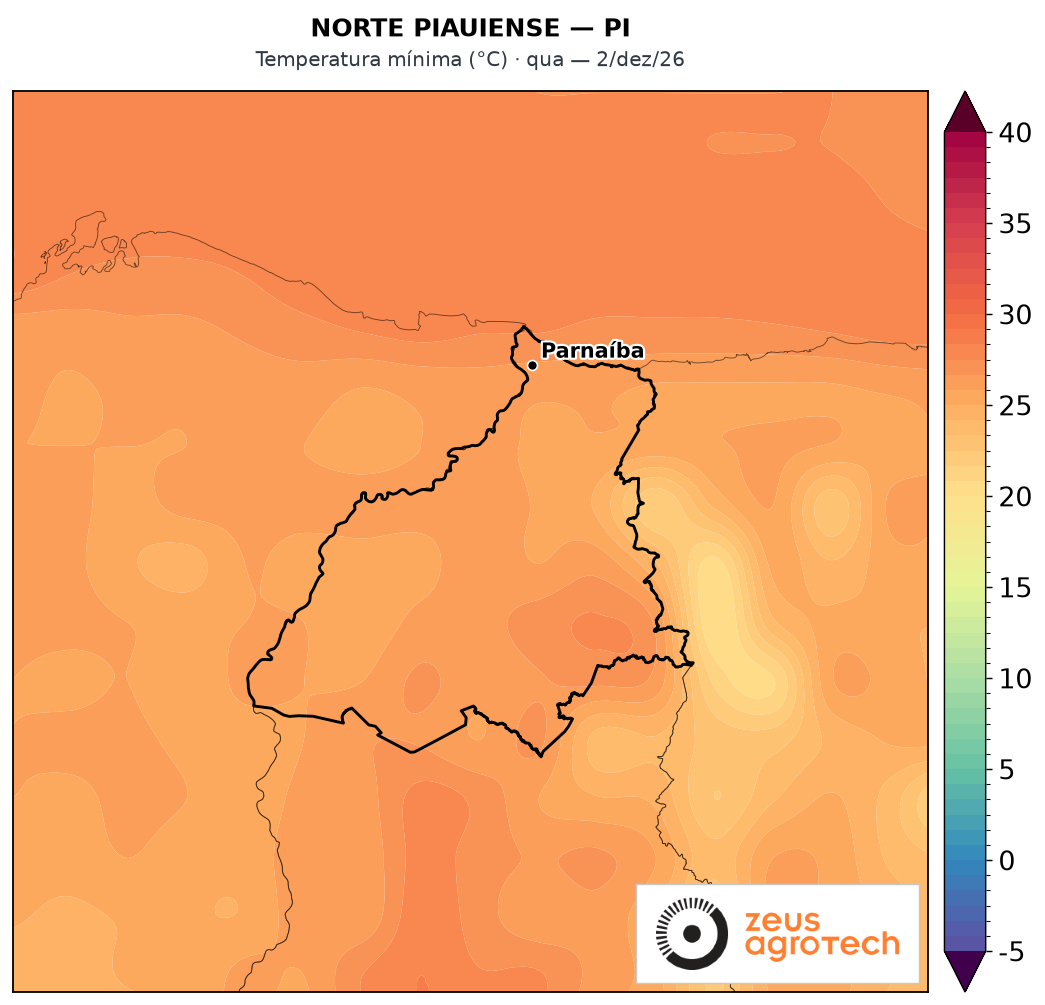 NORTE PIAUIENSE — PI
Temperatura mínima (°C) · qua — 2/dez/26
40
35
30
25
20
15
10
5
0
-5
Parnaíba
zeus
agrotech